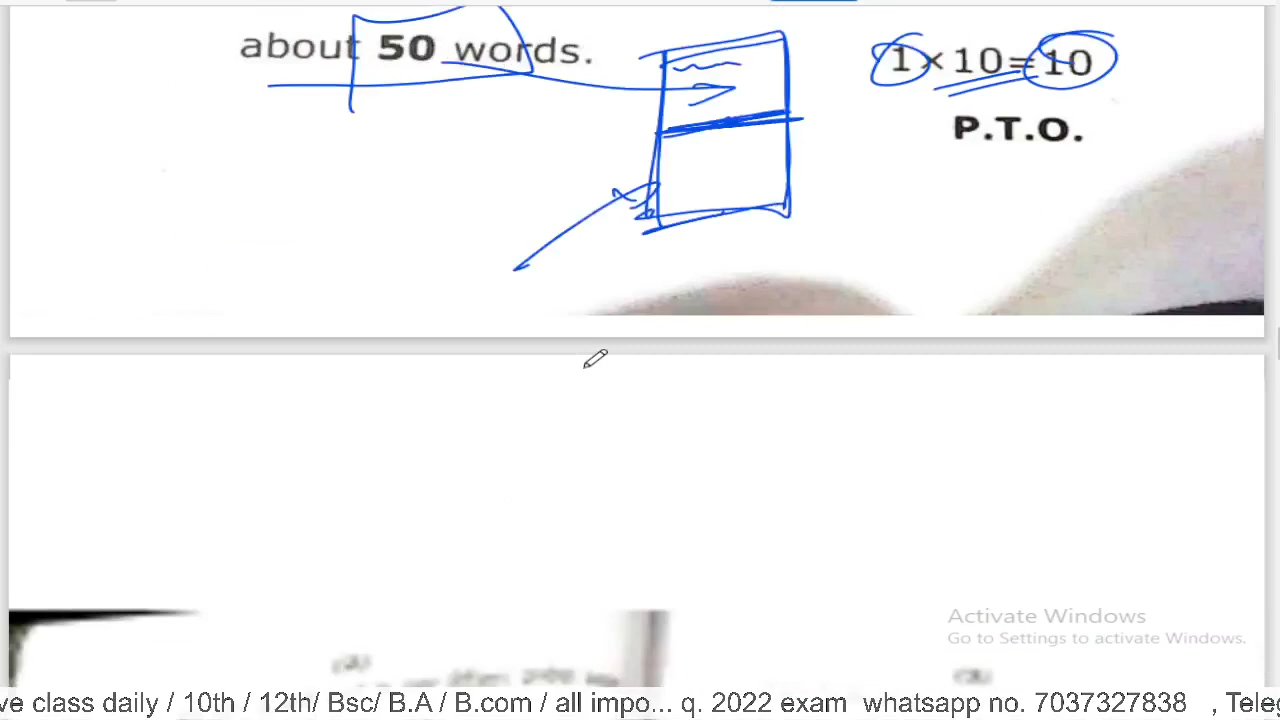 about 50 words.
1×10=10
P.T.O.
Activate Windows
Go to Settings to activate Windows.
ve class daily / 10th / 12th/ Bsc/ B.A / B.com / all impo... q. 2022 exam whatsapp no. 7037327838 , Teleg